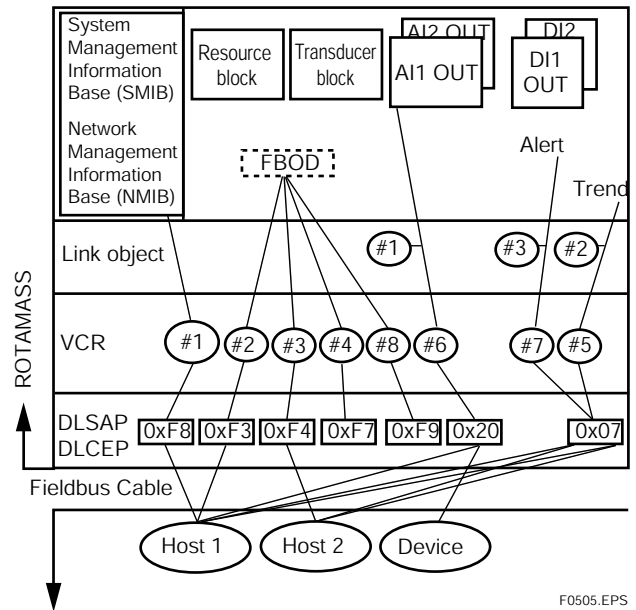 System
Management
Information
Base (SMIB)
Network
Management
Information
Base (NMIB)
Resource
block
Transducer
block
AI2 OUT
AI1 OUT
DI2
DI1
OUT
FBOD
Alert
Trend
Link object
#1
#3
#2
ROTAMASS
VCR
#1
#2
#3
#4
#8
#6
#7
#5
DLSAP
DLCEP
0xF8
0xF3
0xF4
0xF7
0xF9
0x20
0x07
Fieldbus Cable
Host 1
Host 2
Device
F0505.EPS